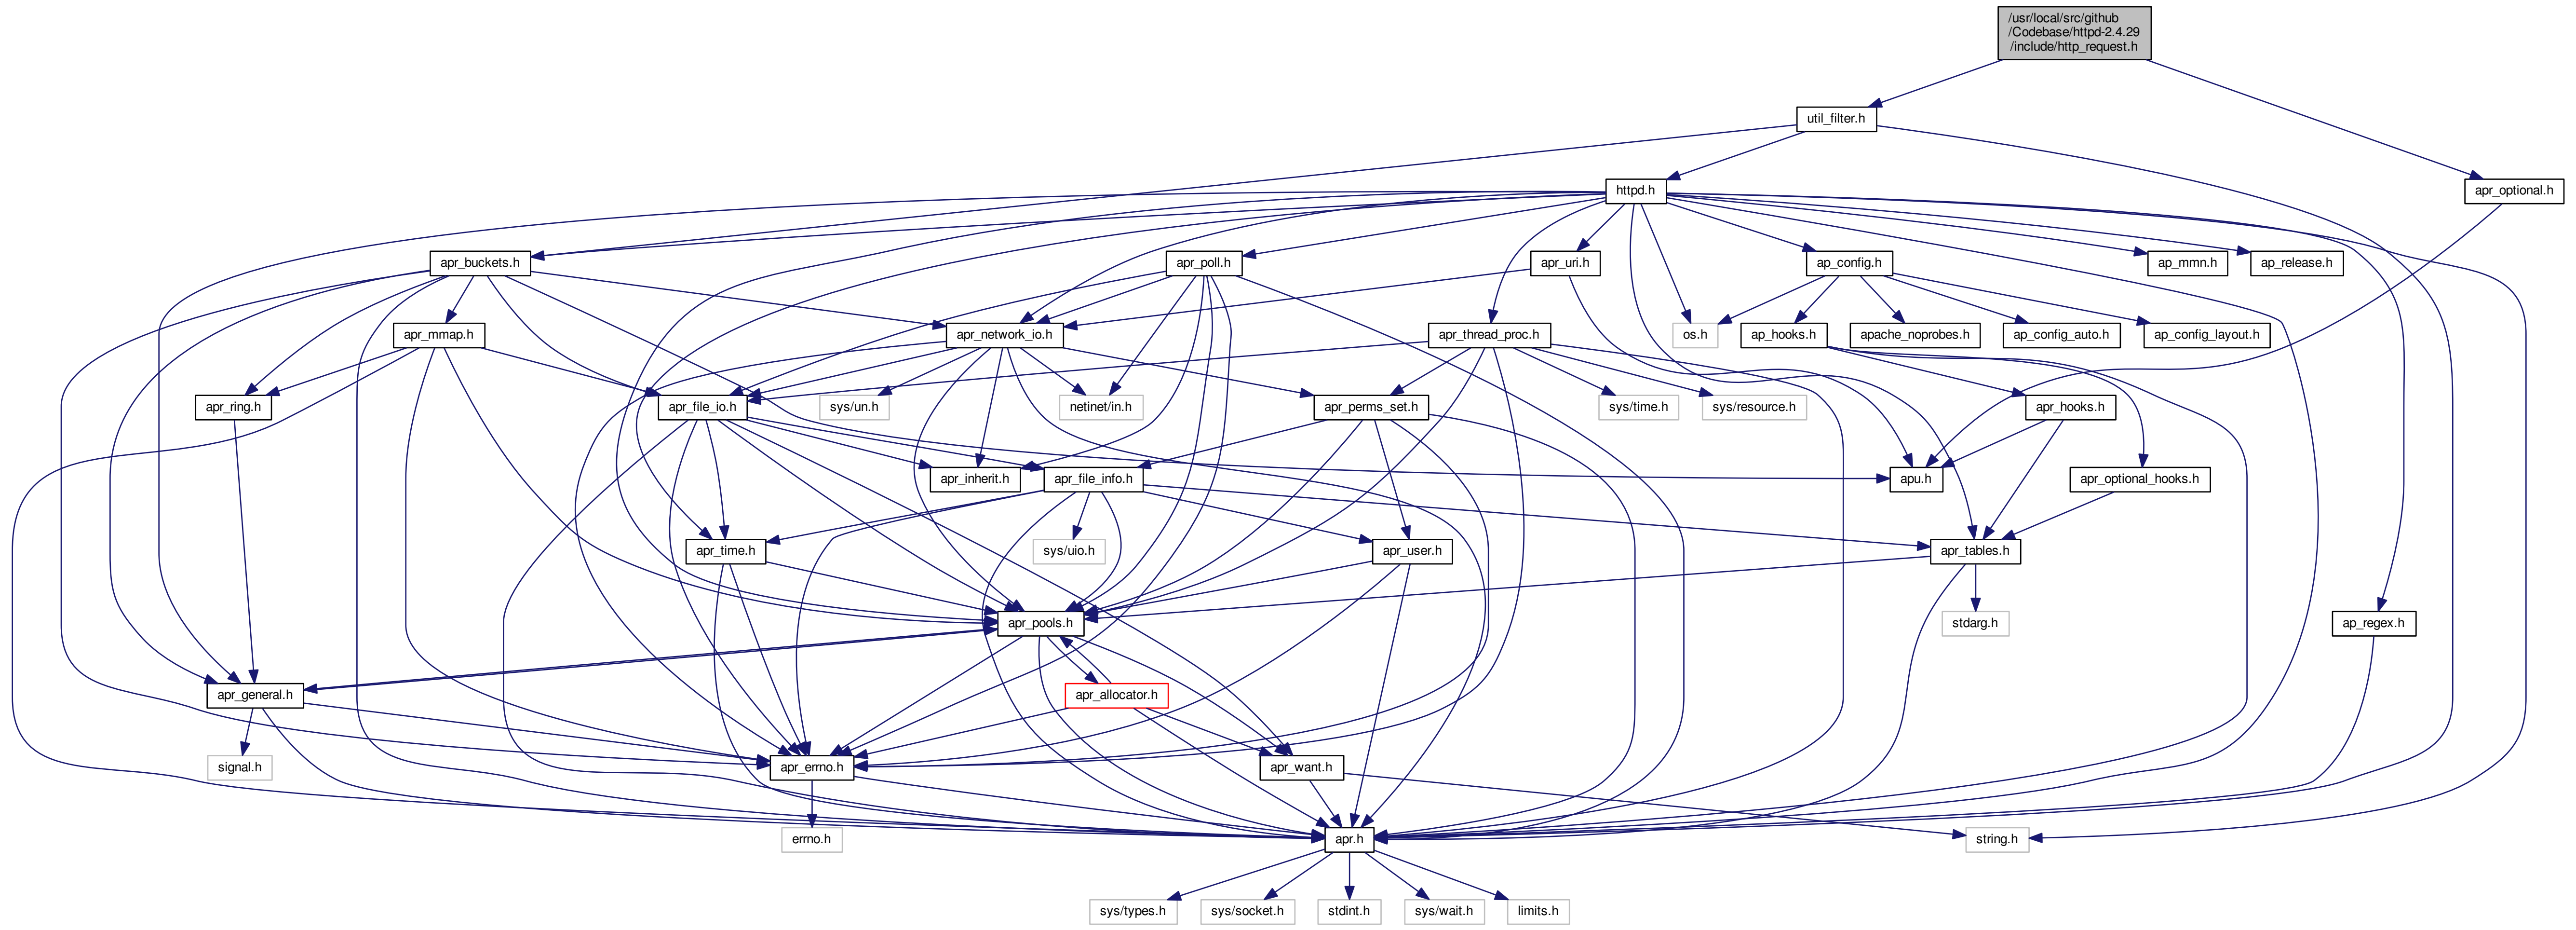 /usr/local/src/github
/Codebase/httpd-2.4.29
/include/http_request.h
util_filter.h
httpd.h
apr_optional.h
apr_buckets.h
apr_poll.h
apr_uri.h
ap_config.h
ap_mmn.h
ap_release.h
apr_mmap.h
apr_network_io.h
apr_thread_proc.h
os.h
ap_hooks.h
apache_noprobes.h
ap_config_auto.h
ap_config_layout.h
apr_ring.h
apr_file_io.h
sys/un.h
netinet/in.h
apr_perms_set.h
sys/time.h
sys/resource.h
apr_hooks.h
apr_inherit.h
apr_file_info.h
apu.h
apr_optional_hooks.h
apr_time.h
sys/uio.h
apr_user.h
apr_tables.h
apr_pools.h
stdarg.h
ap_regex.h
apr_general.h
apr_allocator.h
signal.h
apr_errno.h
apr_want.h
errno.h
apr.h
string.h
sys/types.h
sys/socket.h
stdint.h
sys/wait.h
limits.h